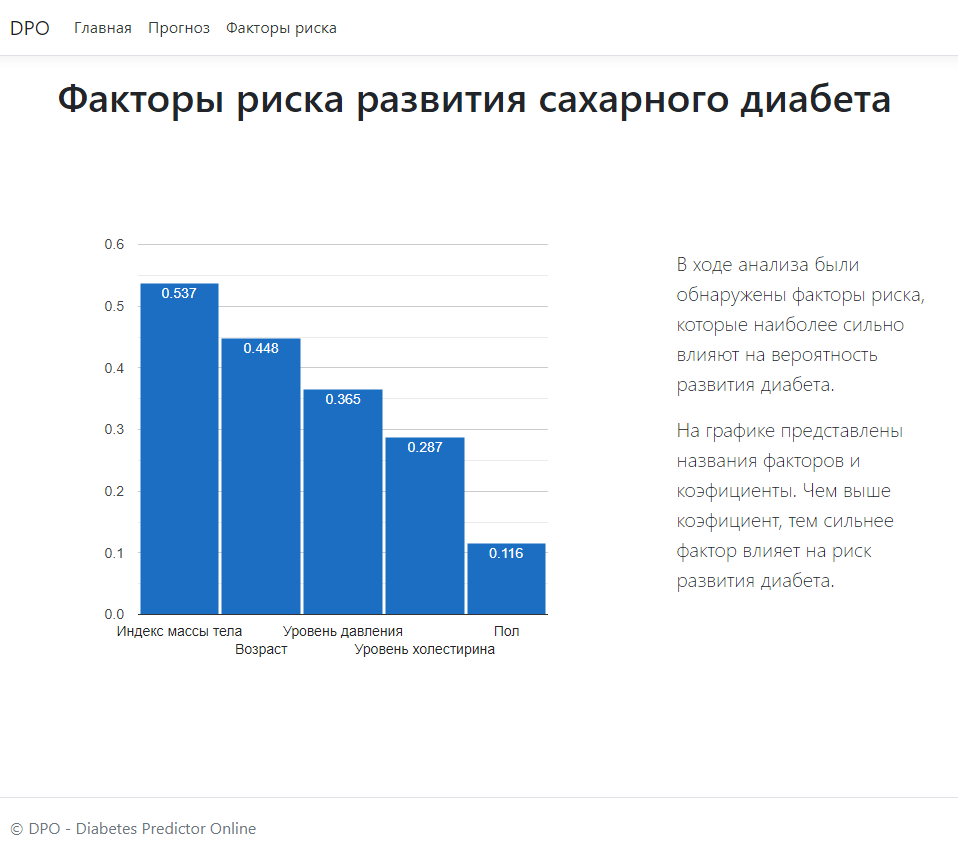 DPO Главная Прогноз Факторы риска
Факторы риска развития сахарного диабета
0.6
0.5
0.4
0.3
0.2
0.1
0.0
0.537
0.448
0.365
0.287
0.116
Индекс массы тела
Возраст
Уровень давления
Уровень холестирина
Пол
В ходе анализа были
обнаружены факторы риска,
которые наиболее сильно
влияют на вероятность
развития диабета.
На графике представлены
названия факторов и
коэфициенты. Чем выше
коэфициент, тем сильнее
фактор влияет на риск
развития диабета.
© DPO - Diabetes Predictor Online